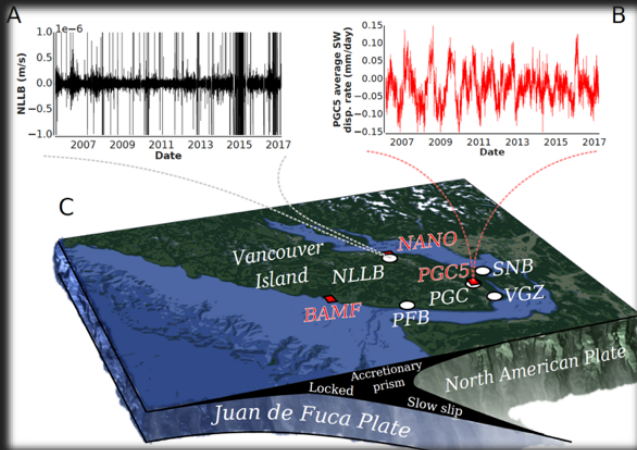 A
1e−6
1.0
0.5
0.0
−0.5
−1.0
NLLB (m/s)
2007 2009 2011 2013 2015 2017
Date
B
0.15
0.10
0.05
0.00
−0.05
−0.10
−0.15
PGC5 average SW
disp. rate (mm/day)
2007 2009 2011 2013 2015 2017
Date
C
Vancouver
Island
NANO
NLLB
PGC5
SNB
PGC
VGZ
BAMF
PFB
North American Plate
Accretionary
prism
Locked
Slow slip
Juan de Fuca Plate